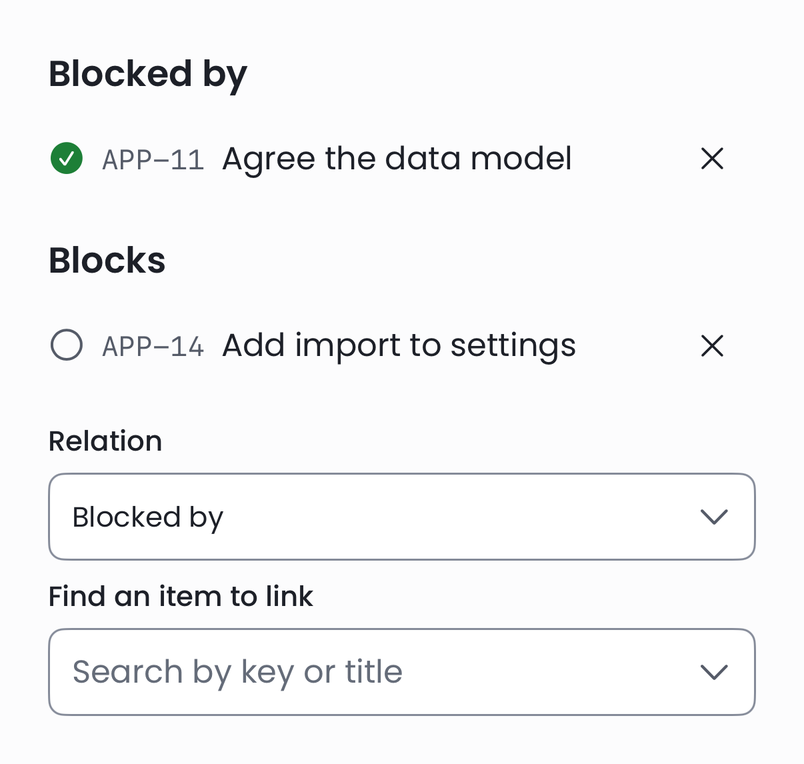 Blocked by
APP–11 Agree the data model
Blocks
APP–14 Add import to settings
Relation
Blocked by
Find an item to link
Search by key or title